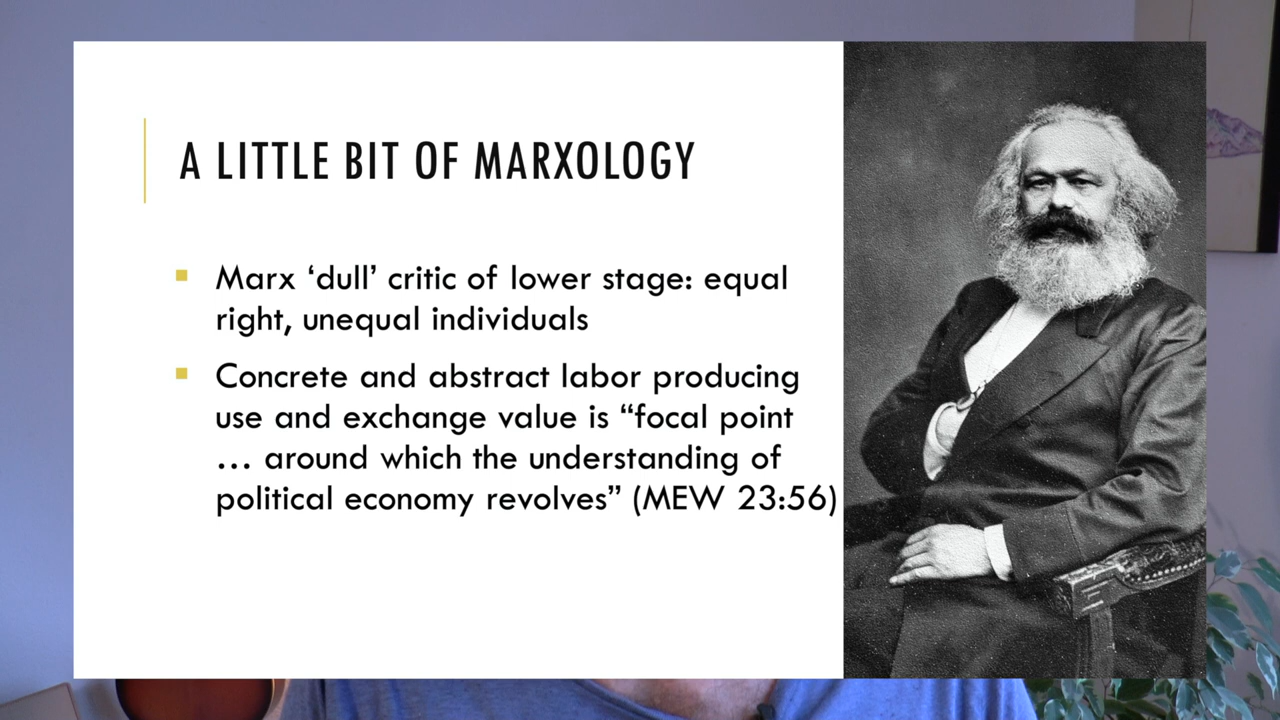 A LITTLE BIT OF MARXOLOGY
Marx ‘dull’ critic of lower stage: equal
right, unequal individuals
Concrete and abstract labor producing
use and exchange value is “focal point
… around which the understanding of
political economy revolves” (MEW 23:56)